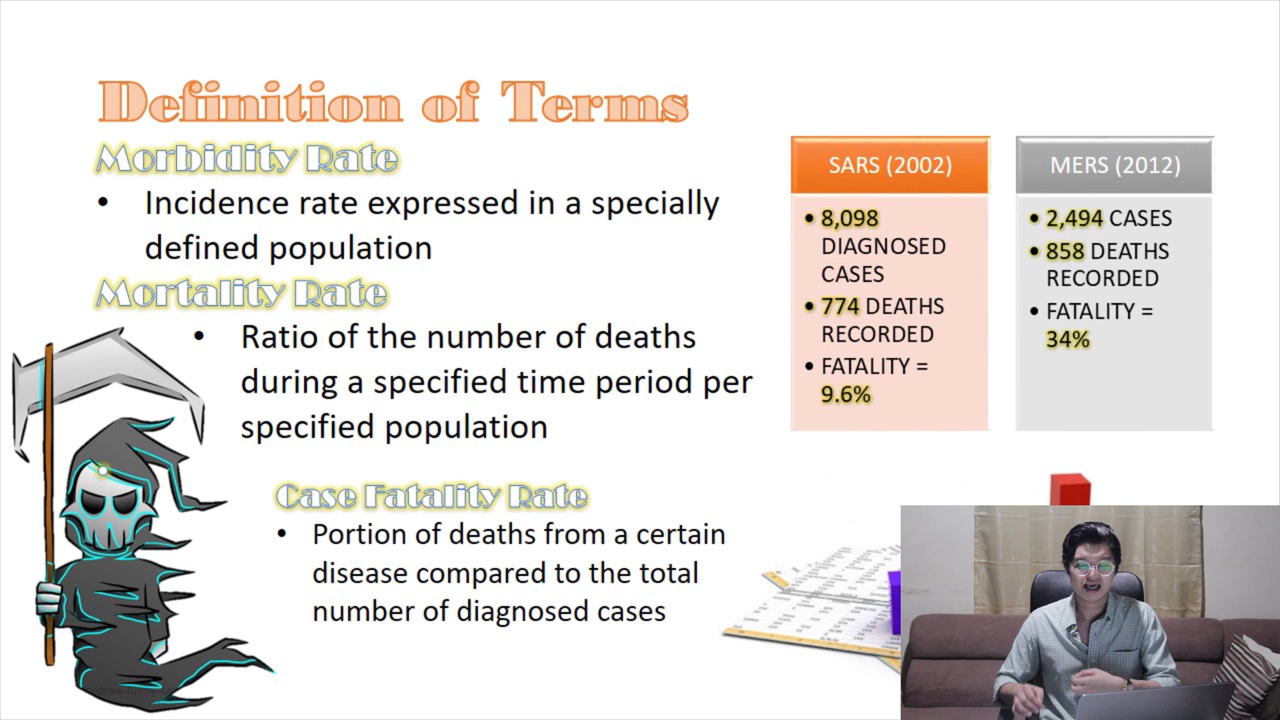 Definition of Terms
Morbidity Rate
• Incidence rate expressed in a specially
defined population
Mortality Rate
• Ratio of the number of deaths
during a specified time period per
specified population
Case Fatality Rate
• Portion of deaths from a certain
disease compared to the total
number of diagnosed cases
SARS (2002)
• 8,098
DIAGNOSED
CASES
• 774 DEATHS
RECORDED
• FATALITY =
9.6%
MERS (2012)
• 2,494 CASES
• 858 DEATHS
RECORDED
• FATALITY =
34%